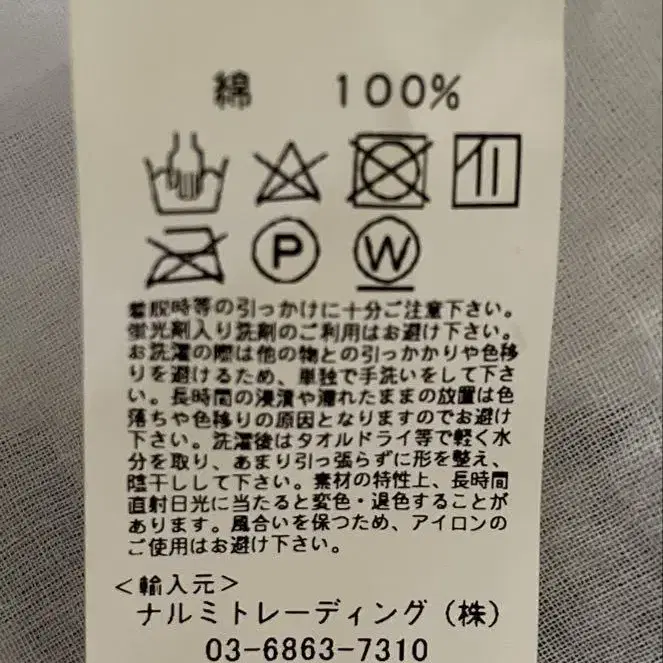 綿 100%
P W
着脱時等の引っかけに十分ご注意下さい。
蛍光剤入り洗剤のご利用はお避け下さい。
お洗濯の際は他の物との引っかかりや色移
りを避けるため、単独で手洗いをして下さ
い。長時間の浸漬や濡れたままの放置は色
落ちや色移りの原因となりますのでお避け
下さい。洗濯後はタオルドライ等で軽く水
分を取り、あまり引っ張らずに形を整え、
陰干しして下さい。素材の特性上、長時間
直射日光に当たると変色・退色することが
あります。風合いを保つため、アイロンの
ご使用はお避け下さい。
＜輸入元＞
ナルミトレーディング（株）
03-6863-7310